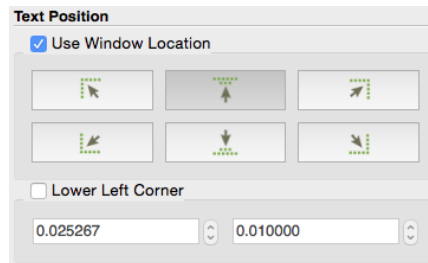 Text Position
Use Window Location
Lower Left Corner
0.025267 0.010000